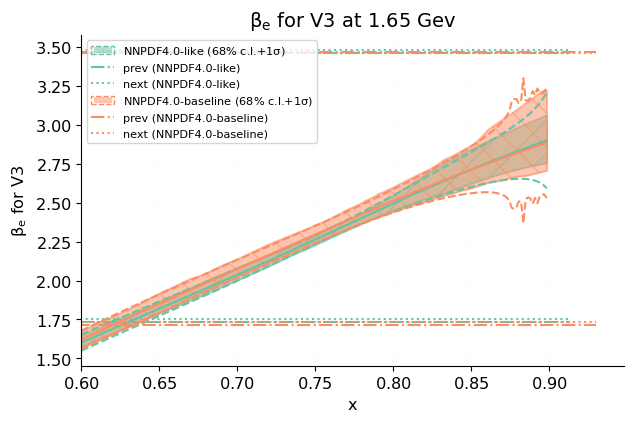 βe for V3 at 1.65 Gev
NNPDF4.0-like (68% c.l.+1σ)
prev (NNPDF4.0-like)
next (NNPDF4.0-like)
NNPDF4.0-baseline (68% c.l.+1σ)
prev (NNPDF4.0-baseline)
next (NNPDF4.0-baseline)
βe for V3
3.50
3.25
3.00
2.75
2.50
2.25
2.00
1.75
1.50
0.60 0.65 0.70 0.75 0.80 0.85 0.90
x